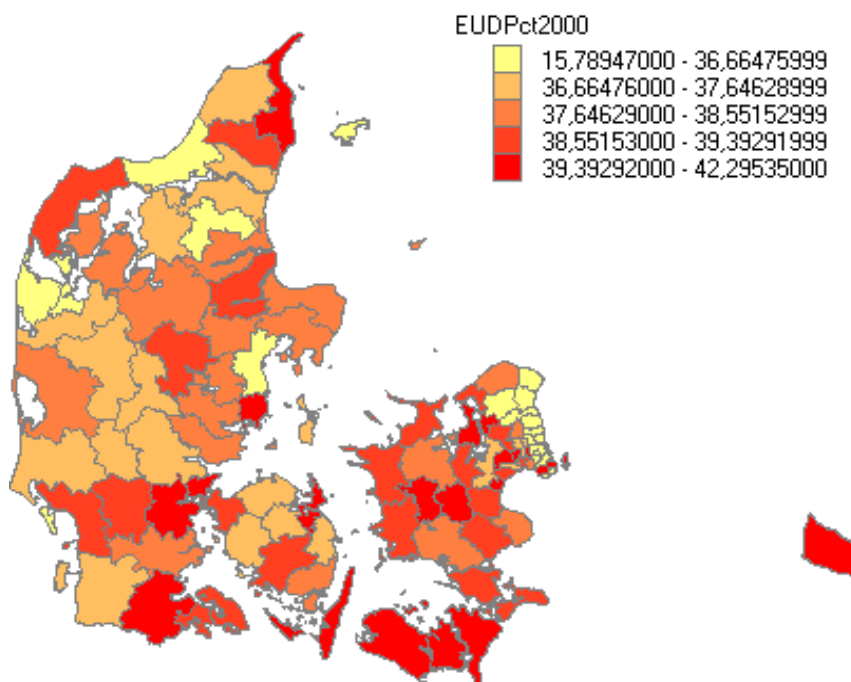 EUDPct2000
15,78947000 - 36,66475999
36,66476000 - 37,64628999
37,64629000 - 38,55152999
38,55153000 - 39,39291999
39,39292000 - 42,29535000